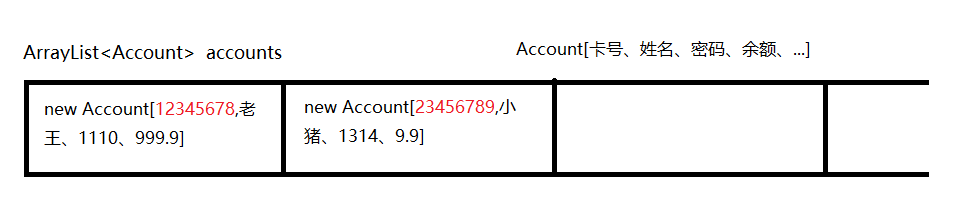 ArrayList<Account> accounts
Account[卡号、姓名、密码、余额、...]
new Account[12345678,老
王、1110、999.9]
new Account[23456789,小
猪、1314、9.9]